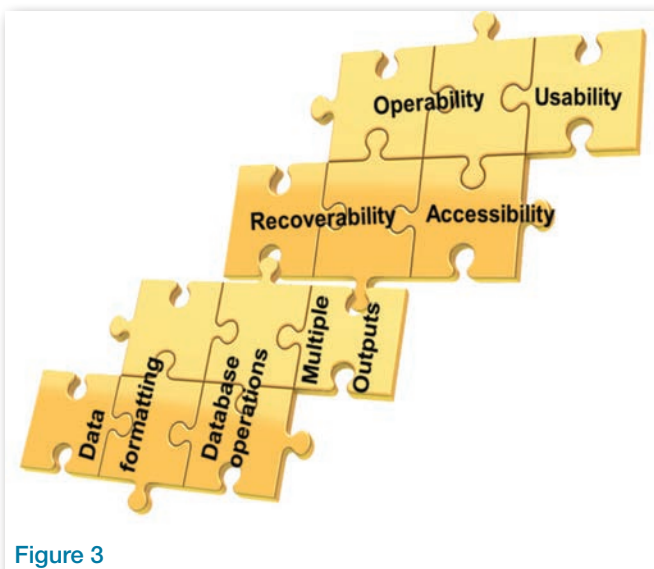 Operability
Usability
Recoverability
Accessibility
Data
formatting
Database
operations
Multiple
Outputs
Figure 3